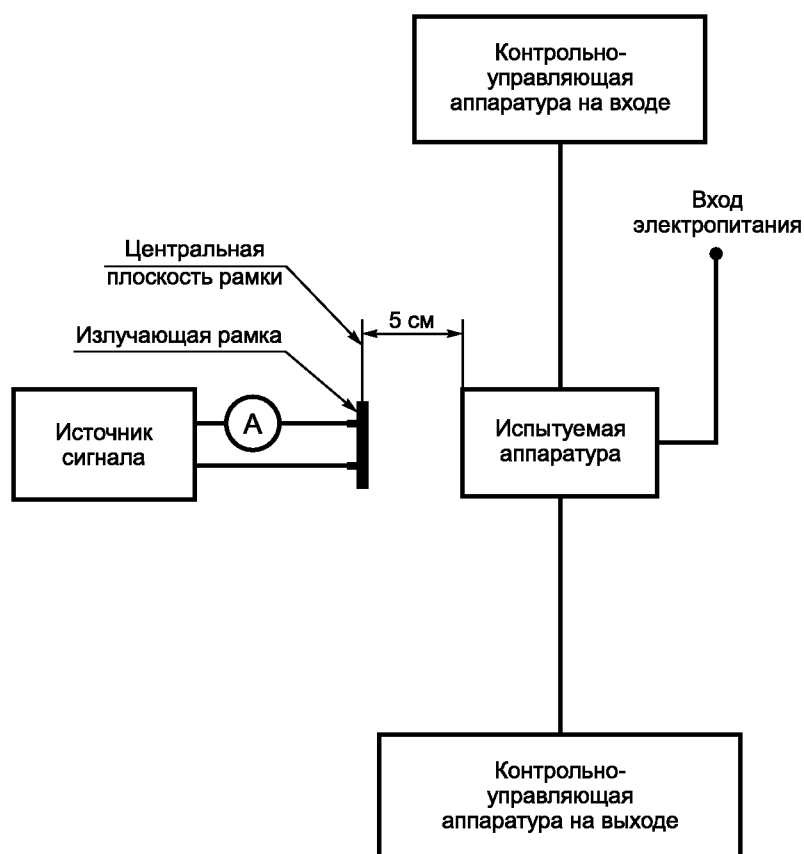 Контрольно-
управляющая
аппаратура на входе
Вход
электропитания
Центральная
плоскость рамки
5 см
Излучающая рамка
Источник
сигнала
А
Испытуемая
аппаратура
Контрольно-
управляющая
аппаратура на выходе